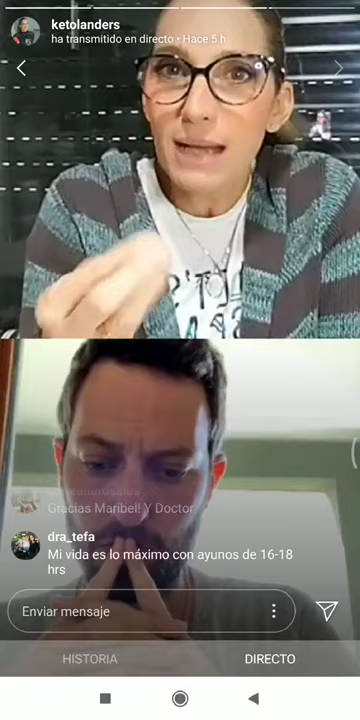 ketolanders
ha transmitido en directo • Hace 5 h
Gracias Maribel! Y Doctor
dra_tefa
Mi vida es lo máximo con ayunos de 16-18
hrs
Enviar mensaje
HISTORIA
DIRECTO